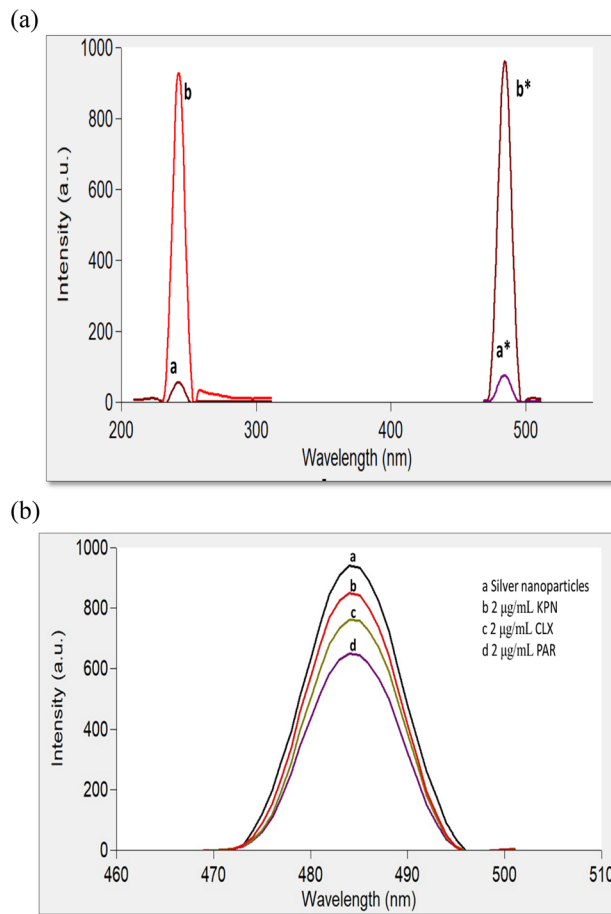 (a)
1000
800
600
400
200
0
b
b*
a
a*
200
300
400
500
Intensity (a.u.)
Wavelength (nm)
(b)
1000
800
600
400
200
0
a
b
c
d
a Silver nanoparticles
b 2 μg/mL KPN
c 2 μg/mL CLX
d 2 μg/mL PAR
460
470
480
490
500
510
Intensity (a.u.)
Wavelength (nm)